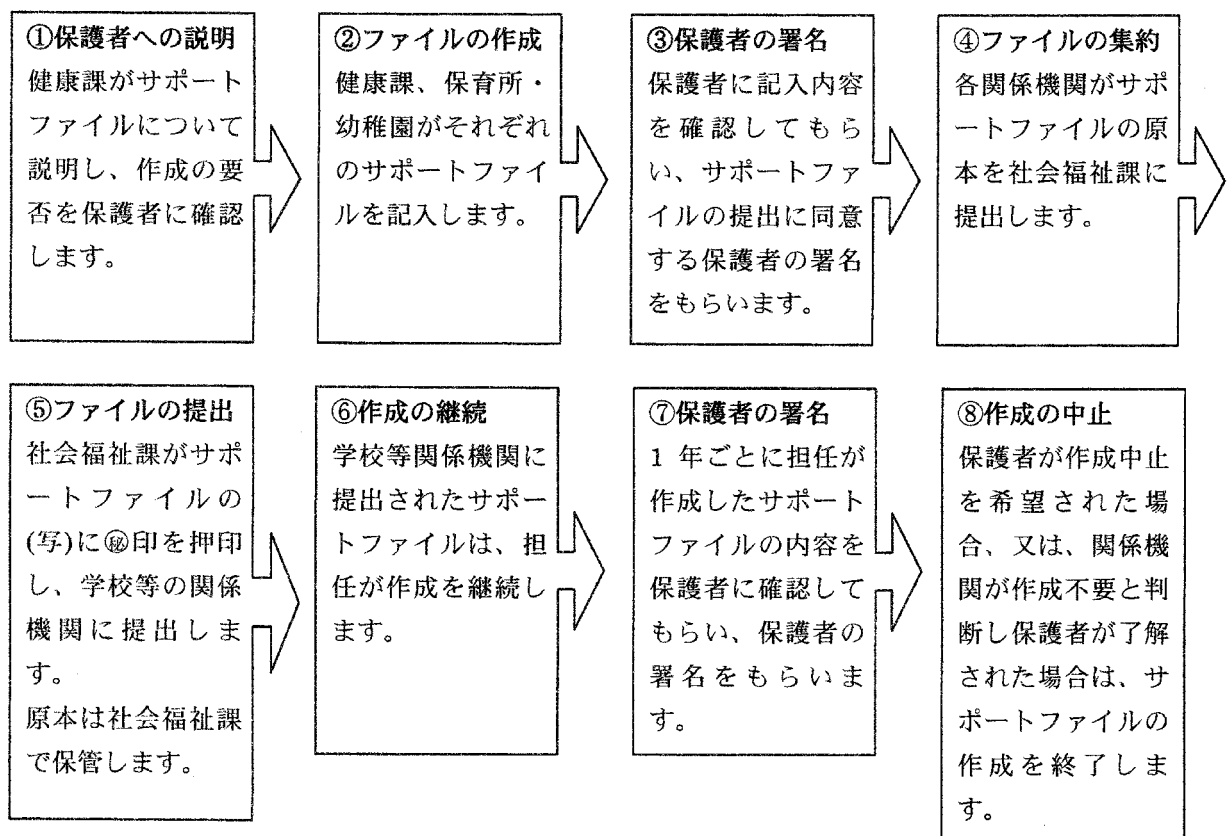 ①保護者への説明
健康課がサポート
ファイルについて
説明し、作成の要
否を保護者に確認
します。
②ファイルの作成
健康課、保育所・
幼稚園がそれぞれ
のサポートファイ
ルを記入します。
③保護者の署名
保護者に記入内容
を確認してもら
い、サポートファ
イルの提出に同意
する保護者の署名
をもらいます。
④ファイルの集約
各関係機関がサポ
ートファイルの原
本を社会福祉課に
提出します。
⑤ファイルの提出
社会福祉課がサポ
ートファイルの
(写)に㊙印を押印
し、学校等の関係
機関に提出しま
す。
原本は社会福祉課
で保管します。
⑥作成の継続
学校等関係機関に
提出されたサポー
トファイルは、担
任が作成を継続し
ます。
⑦保護者の署名
1 年ごとに担任が
作成したサポート
ファイルの内容を
保護者に確認して
もらい、保護者の
署名をもらいま
す。
⑧作成の中止
保護者が作成中止
を希望された場
合、又は、関係機
関が作成不要と判
断し保護者が了解
された場合は、サ
ポートファイルの
作成を終了しま
す。